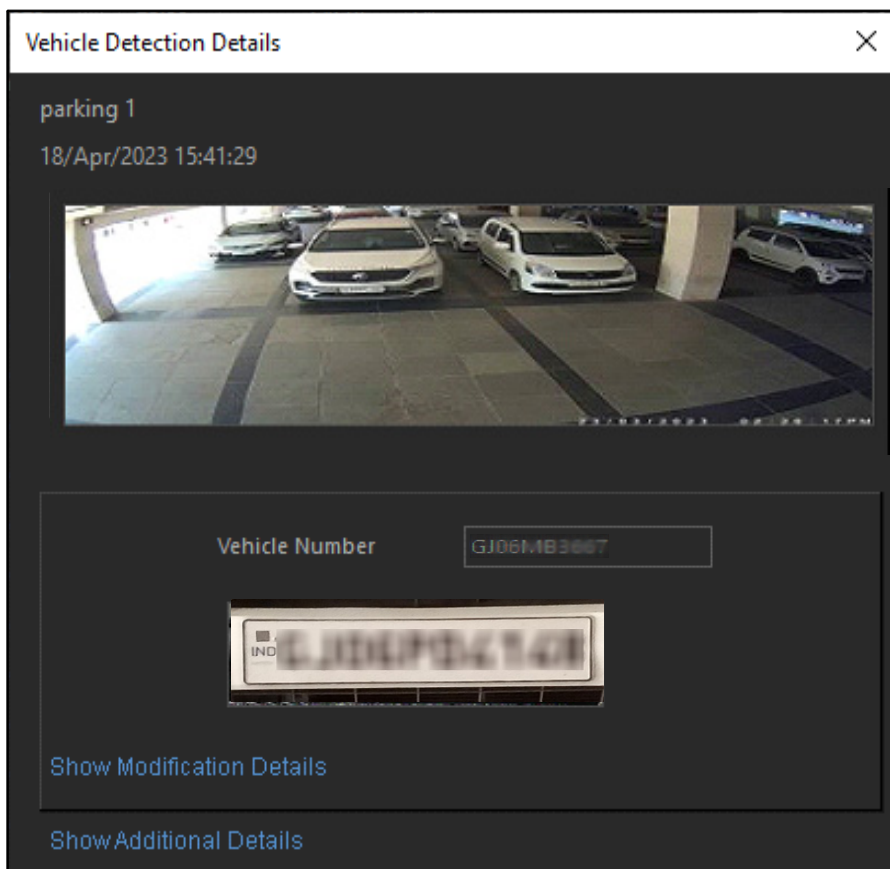 Vehicle Detection Details
parking 1
18/Apr/2023 15:41:29
Vehicle Number
IND
Show Modification Details
Show Additional Details